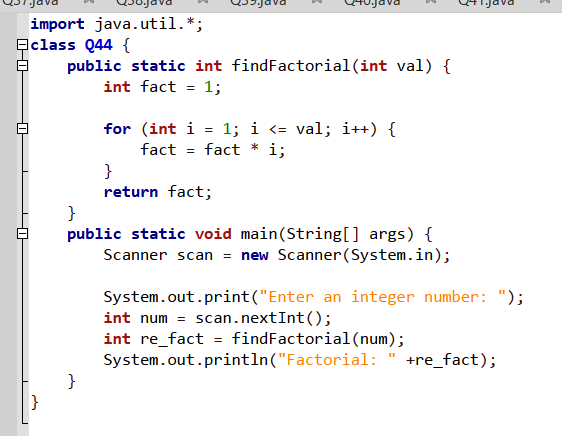 Q37.java Q38.java Q39.java Q40.java Q41.java
import java.util.*;
class Q44 {
    public static int findFactorial(int val) {
        int fact = 1;

        for (int i = 1; i <= val; i++) {
            fact = fact * i;
        }
        return fact;
    }
    public static void main(String[] args) {
        Scanner scan = new Scanner(System.in);

        System.out.print("Enter an integer number: ");
        int num = scan.nextInt();
        int re_fact = findFactorial(num);
        System.out.println("Factorial: " +re_fact);
    }
}